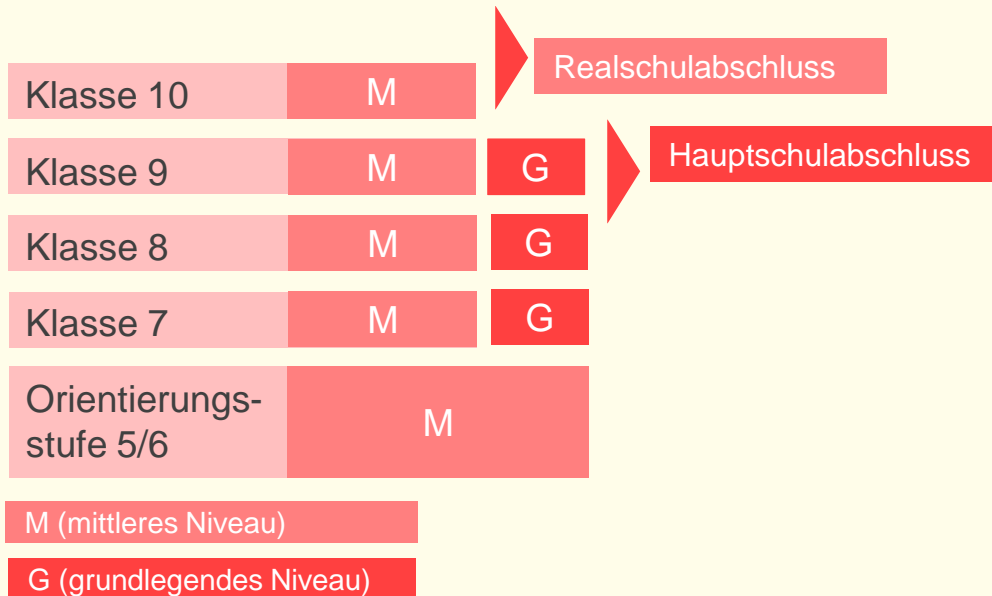 Realschulabschluss
Klasse 10 M
Hauptschulabschluss
Klasse 9 M G
Klasse 8 M G
Klasse 7 M G
Orientierungs-
stufe 5/6
M
M (mittleres Niveau)
G (grundlegendes Niveau)